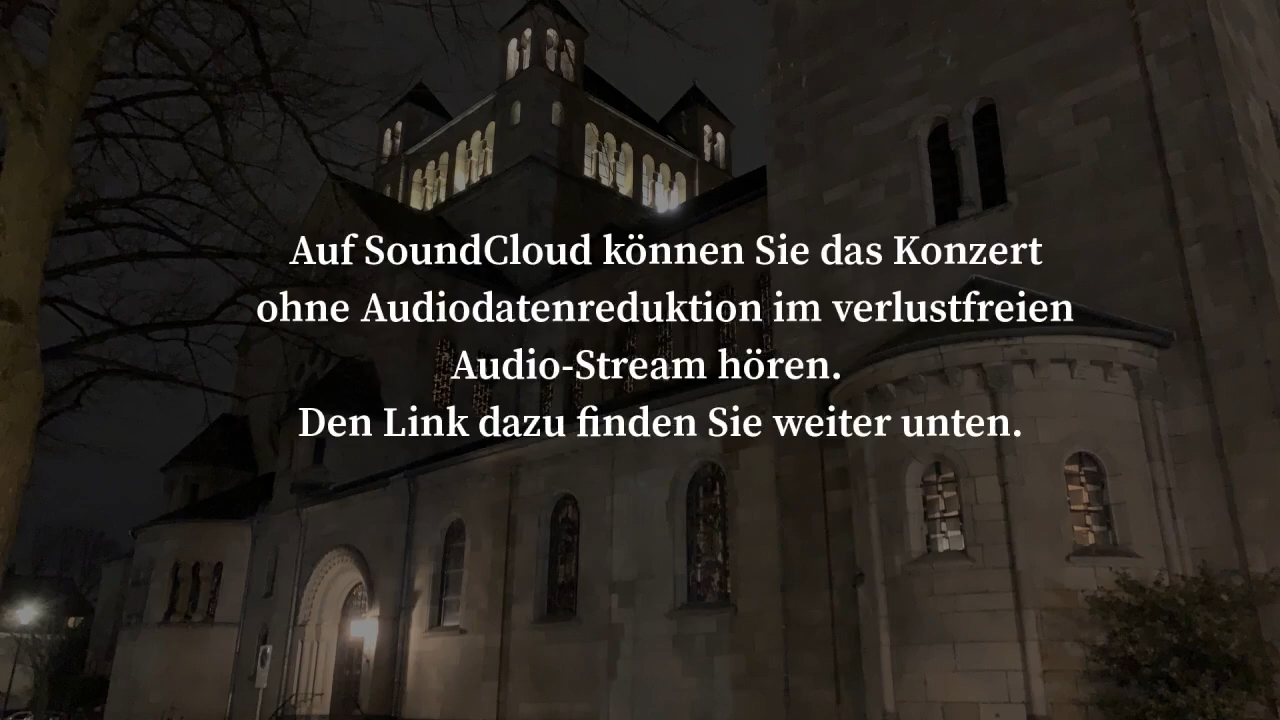 Auf SoundCloud können Sie das Konzert
ohne Audiodatenreduktion im verlustfreien
Audio-Stream hören.
Den Link dazu finden Sie weiter unten.